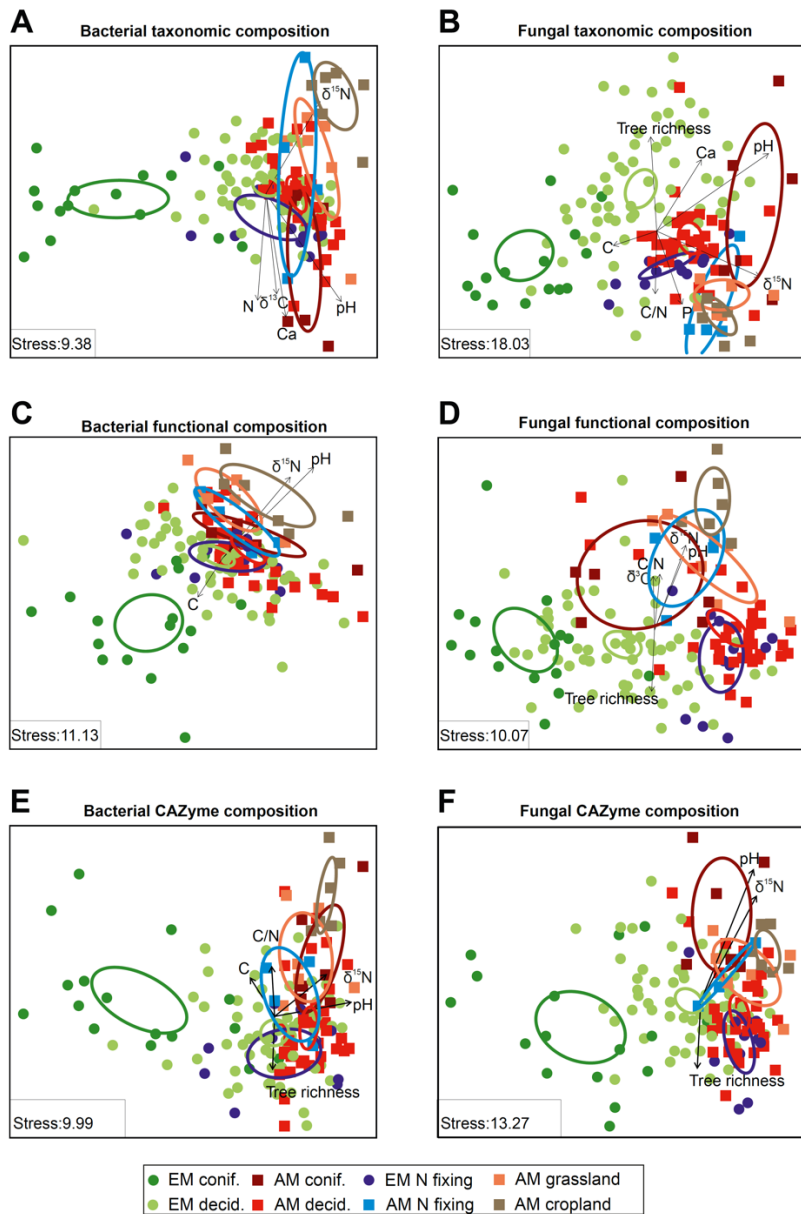 A Bacterial taxonomic composition
δ15N
N δ13C
pH
Ca
Stress:9.38
B Fungal taxonomic composition
Tree richness
Ca
pH
C
δ15N
C/N
P
Stress:18.03
C Bacterial functional composition
δ15N
pH
C
Stress:11.13
D Fungal functional composition
δ15N
pH
C/N
δ3C
Tree richness
Stress:10.07
E Bacterial CAZyme composition
C/N
C
δ15N
pH
Tree richness
Stress:9.99
F Fungal CAZyme composition
pH
δ15N
Tree richness
Stress:13.27
EM conif. AM conif. EM N fixing AM grassland
EM decid. AM decid. AM N fixing AM cropland